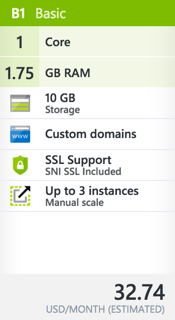 B1 Basic
1 Core
1.75 GB RAM
10 GB
Storage
www
Custom domains
SSL Support
SNI SSL Included
Up to 3 instances
Manual scale
32.74
USD/MONTH (ESTIMATED)